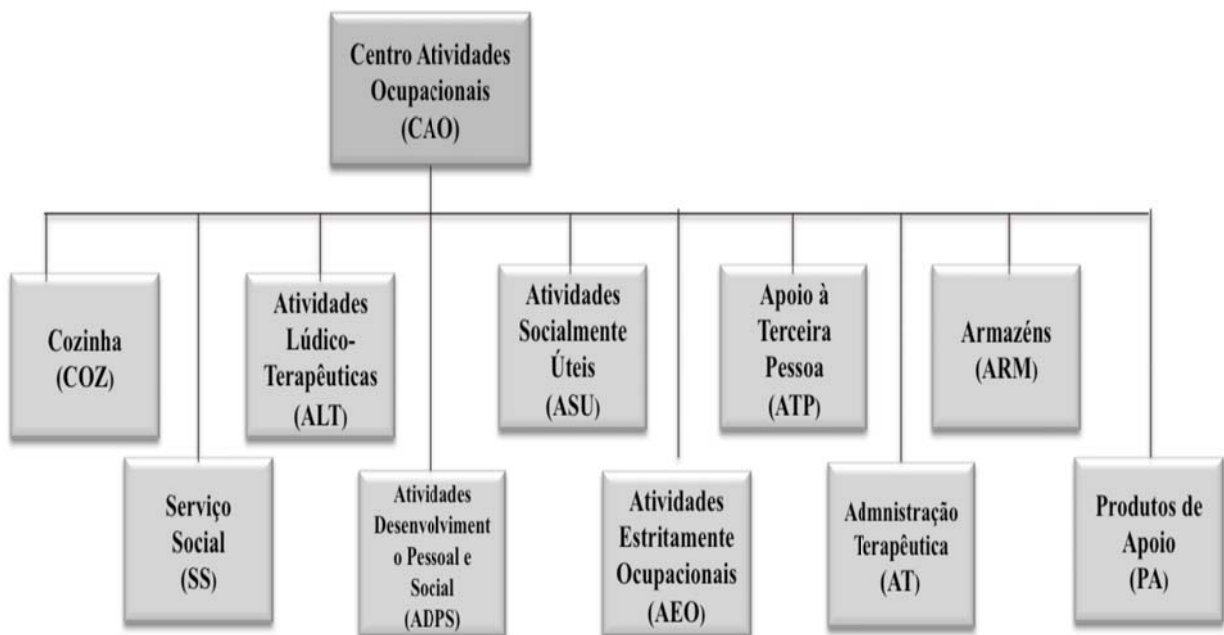 Centro Atividades
Ocupacionais
(CAO)
Cozinha
(COZ)
Atividades
Lúdico-
Terapêuticas
(ALT)
Atividades
Socialmente
Úteis
(ASU)
Apoio à
Terceira
Pessoa
(ATP)
Armazéns
(ARM)
Serviço
Social
(SS)
Atividades
Desenvolviment
o Pessoal e
Social
(ADPS)
Atividades
Estritamente
Ocupacionais
(AEO)
Admnistração
Terapêutica
(AT)
Produtos de
Apoio
(PA)